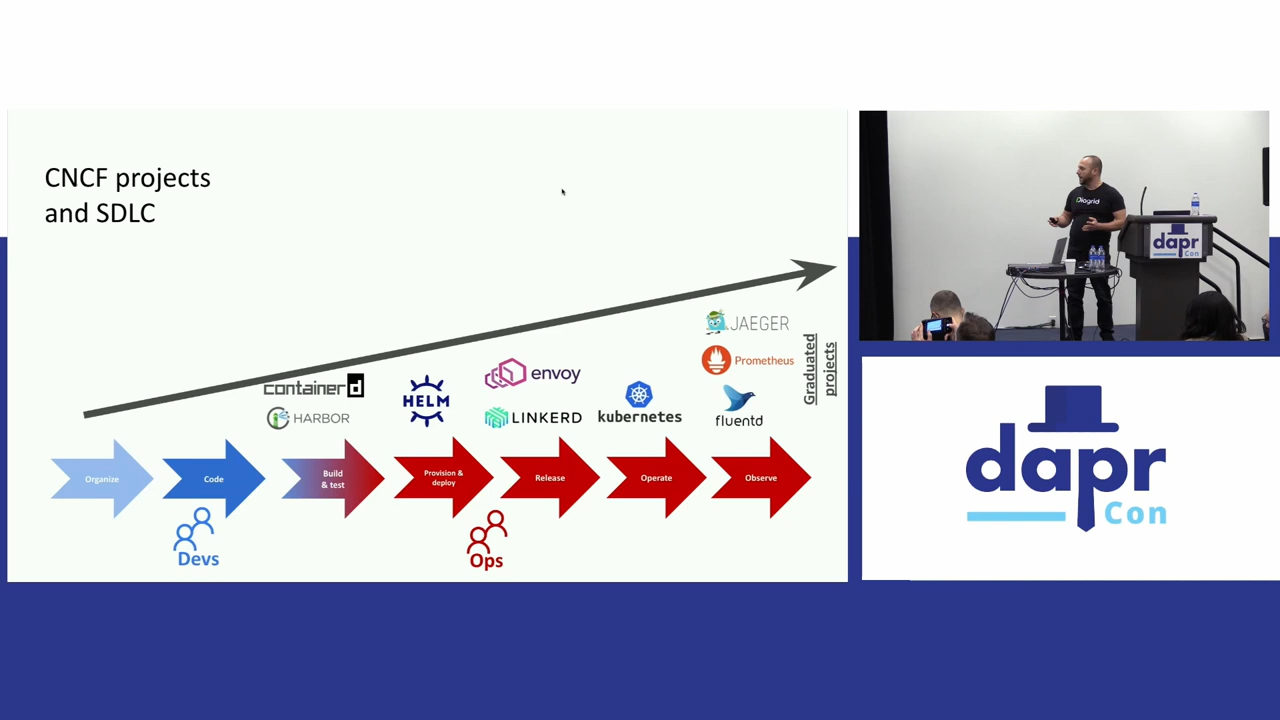 CNCF projects
and SDLC
JAEGER
Prometheus
fluentd
Graduated
projects
containerd
HARBOR
HELM
envoy
LINKERD
kubernetes
Organize
Code
Build
& test
Provision &
deploy
Release
Operate
Observe
Devs
Ops
Diagrid
dapr
Con
dapr
Con